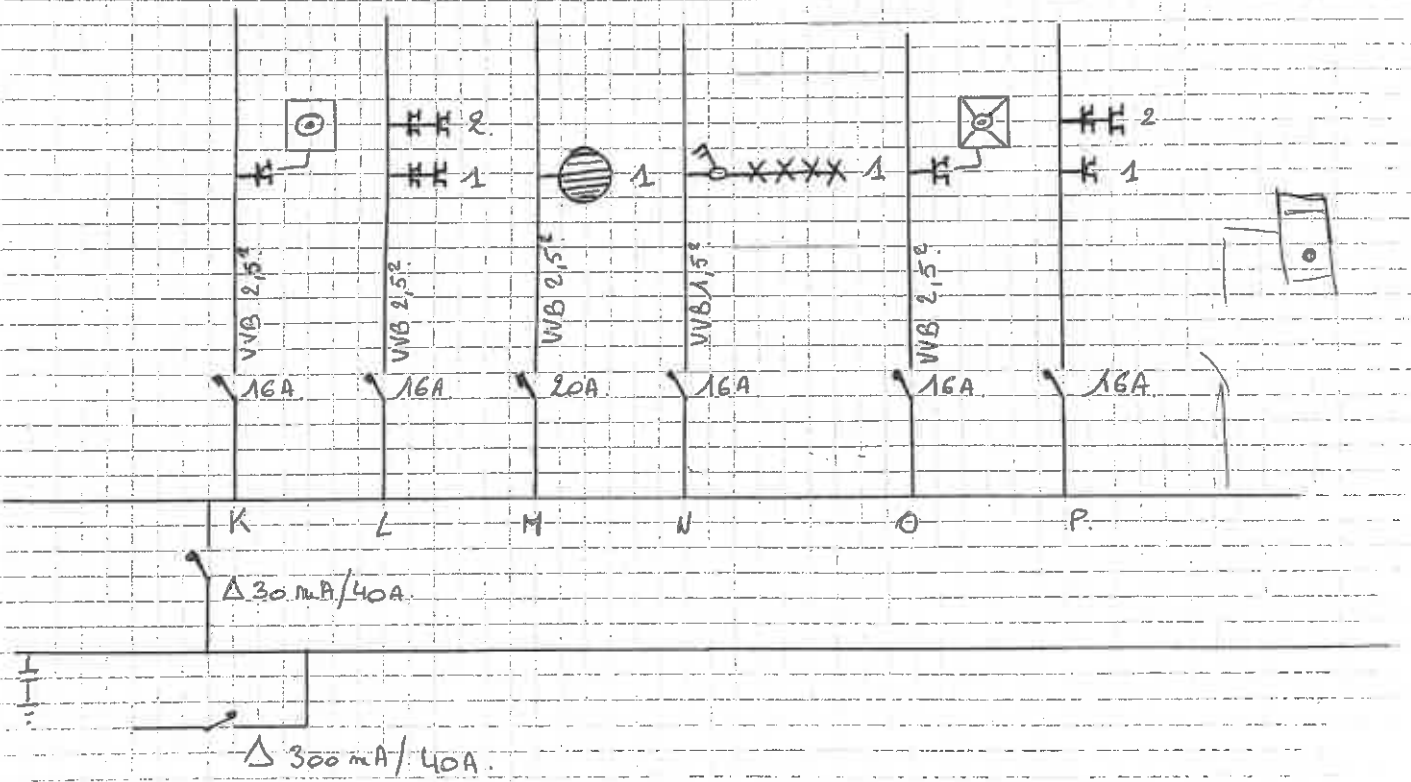 2.
2
1
1
1
1
VVB 2,5²
VVB 2,5²
VVB 2,5²
VVB 1,5²
VVB 2,5²
16A.
16A
20A.
16A
16A
16A.
K
L
M
N
O
P.
Δ 30 mA/40A.
Δ 300 mA/40A.